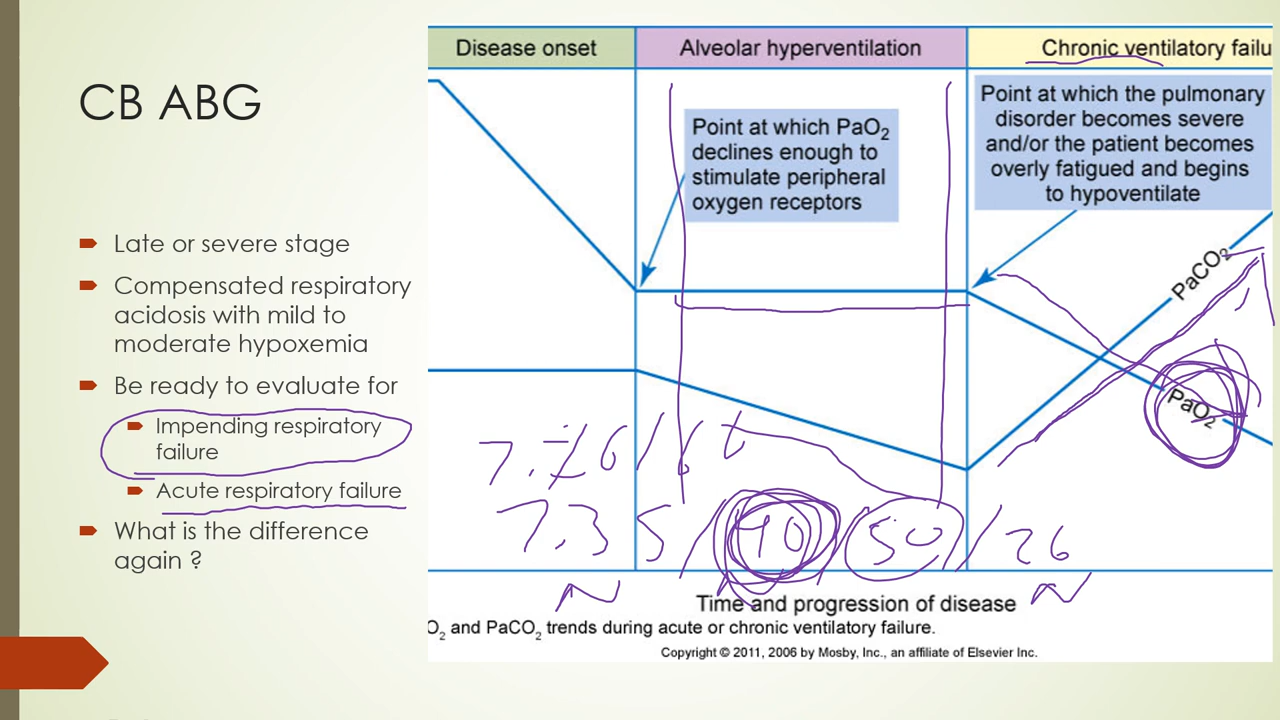 CB ABG
Late or severe stage
Compensated respiratory
acidosis with mild to
moderate hypoxemia
Be ready to evaluate for
Impending respiratory
failure
Acute respiratory failure
What is the difference
again ?
Disease onset
Alveolar hyperventilation
Chronic ventilatory failu
Point at which PaO2
declines enough to
stimulate peripheral
oxygen receptors
Point at which the pulmonary
disorder becomes severe
and/or the patient becomes
overly fatigued and begins
to hypoventilate
PaCO2
PaO2
7.35/40/50/26
N N N
Time and progression of disease
O2 and PaCO2 trends during acute or chronic ventilatory failure.
Copyright © 2011, 2006 by Mosby, Inc., an affiliate of Elsevier Inc.